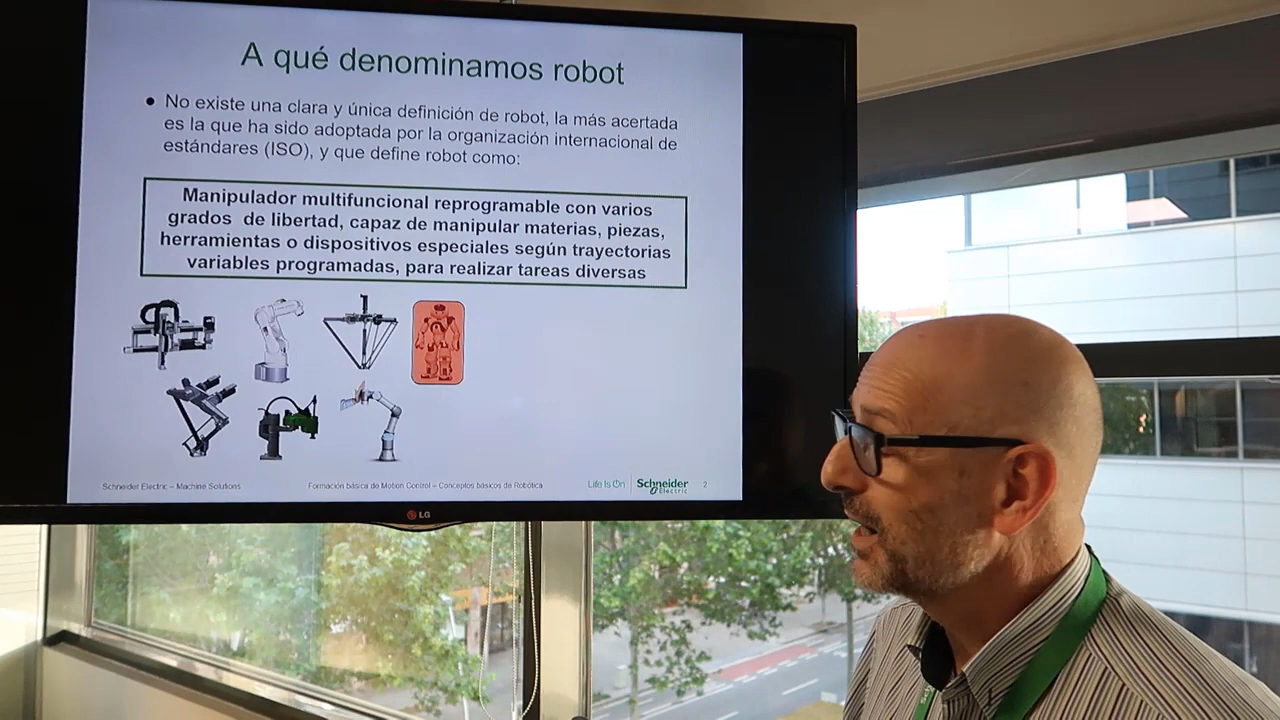 A qué denominamos robot
● No existe una clara y única definición de robot, la más acertada
es la que ha sido adoptada por la organización internacional de
estándares (ISO), y que define robot como:
Manipulador multifuncional reprogramable con varios
grados de libertad, capaz de manipular materias, piezas,
herramientas o dispositivos especiales según trayectorias
variables programadas, para realizar tareas diversas
Schneider Electric – Machine Solutions
Formación básica de Motion Control – Conceptos básicos de Robótica
Life Is On
Schneider
Electric
2
LG